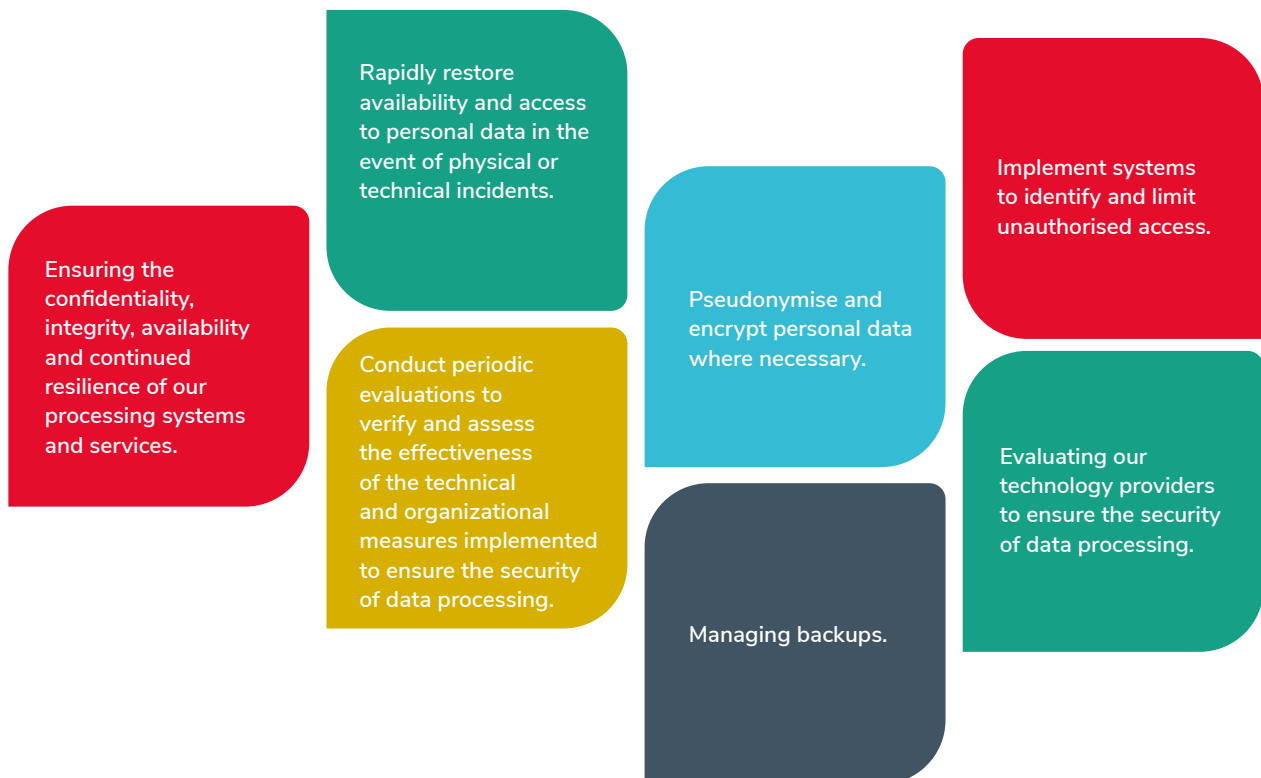 Ensuring the
confidentiality,
integrity, availability
and continued
resilience of our
processing systems
and services.
Rapidly restore
availability and access
to personal data in the
event of physical or
technical incidents.
Conduct periodic
evaluations to
verify and assess
the effectiveness
of the technical
and organizational
measures implemented
to ensure the security
of data processing.
Pseudonymise and
encrypt personal data
where necessary.
Managing backups.
Implement systems
to identify and limit
unauthorised access.
Evaluating our
technology providers
to ensure the security
of data processing.